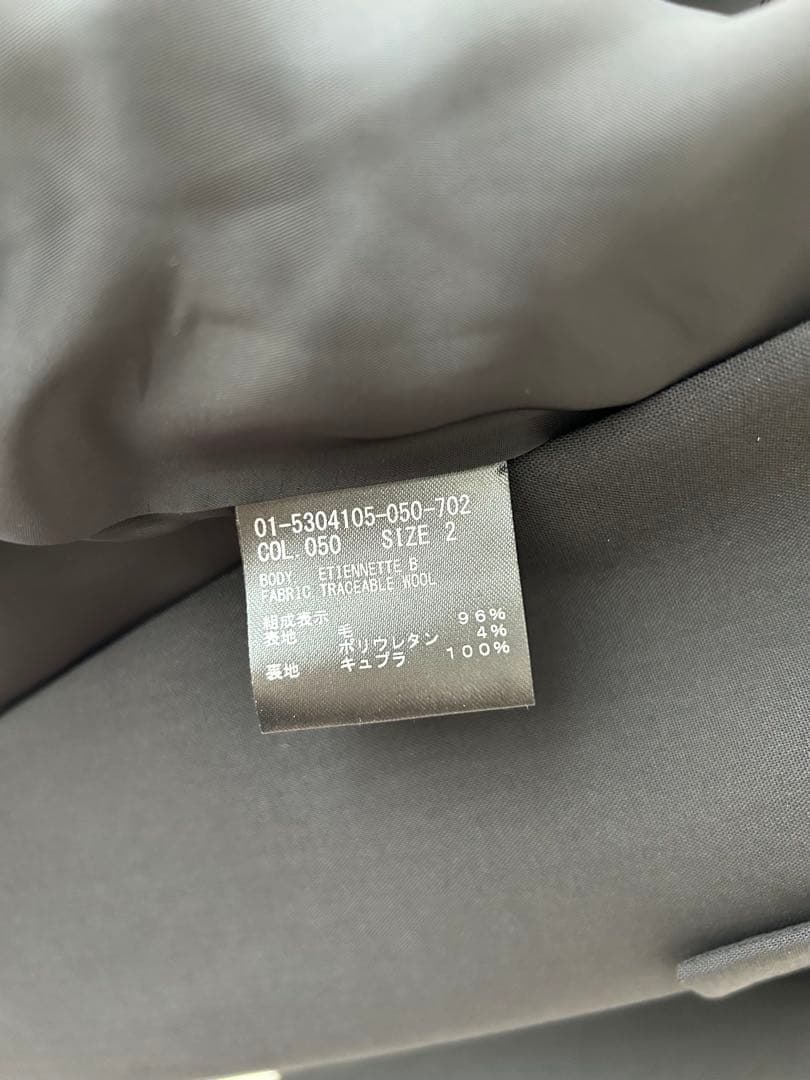 01-5304105-050-702
COL.050 SIZE 2
BODY. ETIENNETTE B
FABRIC TRACEABLE WOOL
組成表示
表地 毛 96%
ポリウレタン 4%
裏地 キュプラ 100%